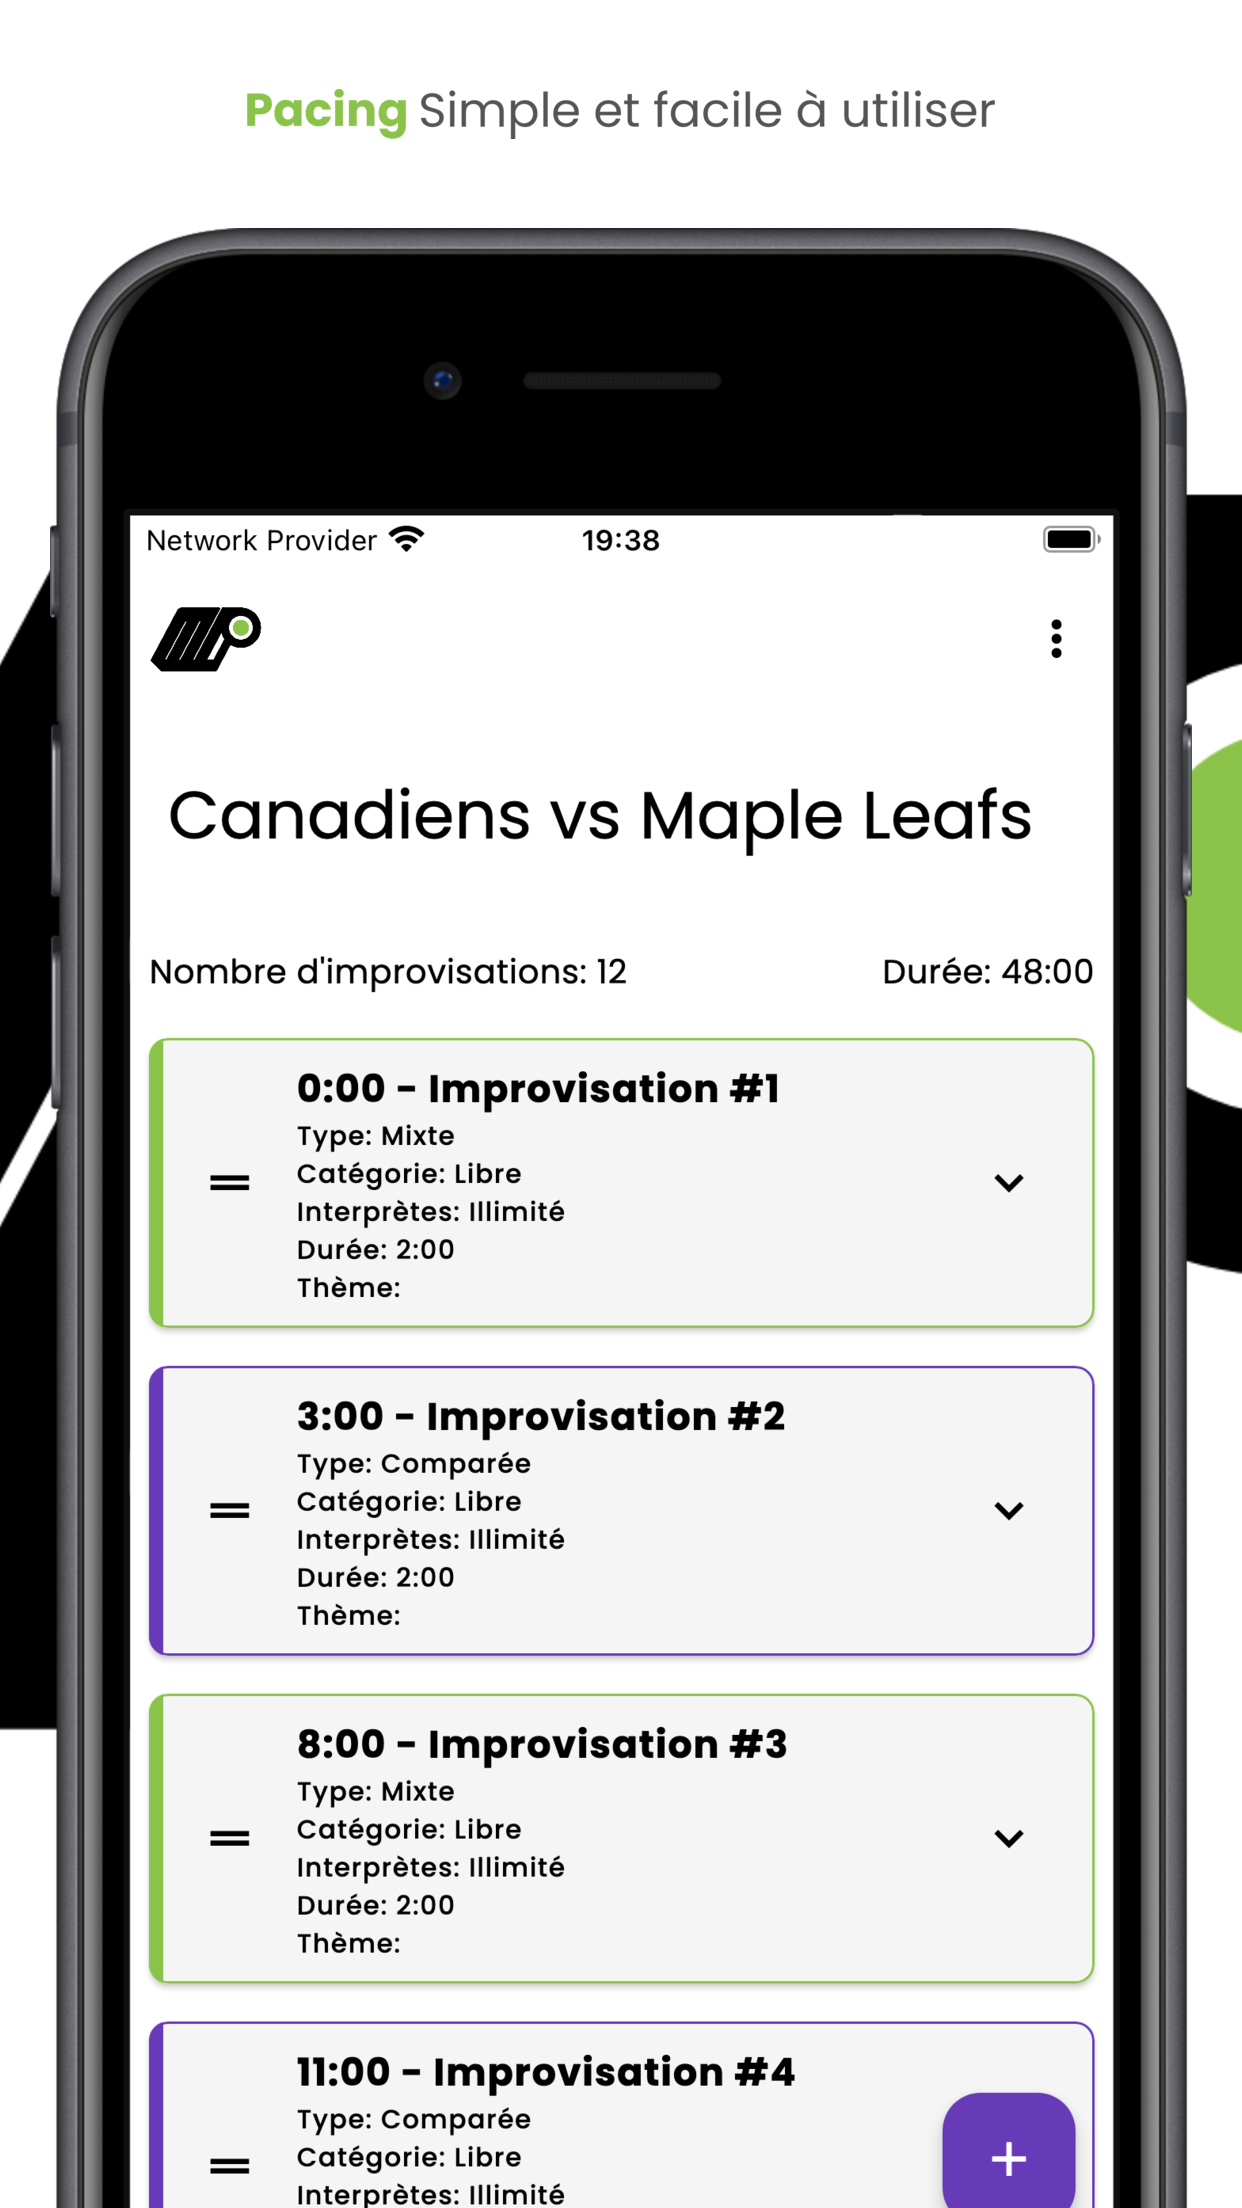 Pacing Simple et facile à utiliser
Network Provider 19:38
MP
Canadiens vs Maple Leafs
Nombre d'improvisations: 12 Durée: 48:00
0:00 - Improvisation #1
Type: Mixte
Catégorie: Libre
Interprètes: Illimité
Durée: 2:00
Thème:
3:00 - Improvisation #2
Type: Comparée
Catégorie: Libre
Interprètes: Illimité
Durée: 2:00
Thème:
8:00 - Improvisation #3
Type: Mixte
Catégorie: Libre
Interprètes: Illimité
Durée: 2:00
Thème:
11:00 - Improvisation #4
Type: Comparée
Catégorie: Libre
Interprètes: Illimité